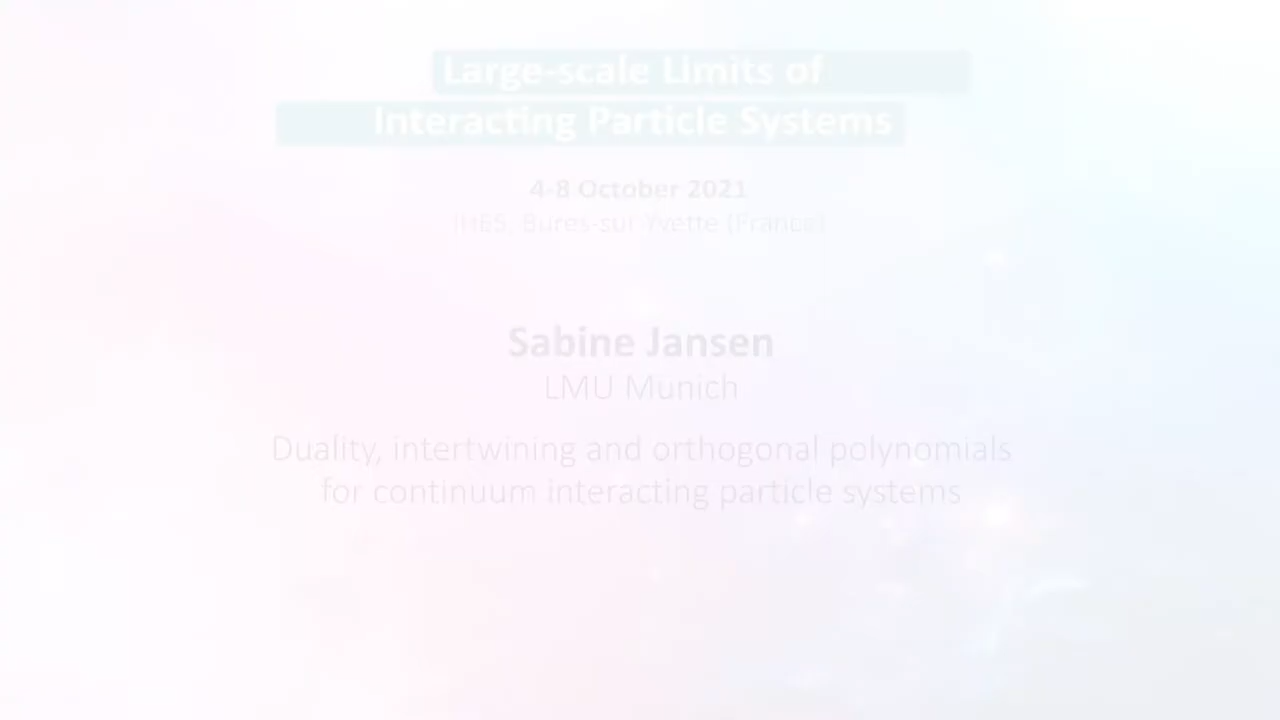 Large-scale Limits of
Interacting Particle Systems
4-8 October 2021
IHES, Bures-sur-Yvette (France)
Sabine Jansen
LMU Munich
Duality, intertwining and orthogonal polynomials
for continuum interacting particle systems